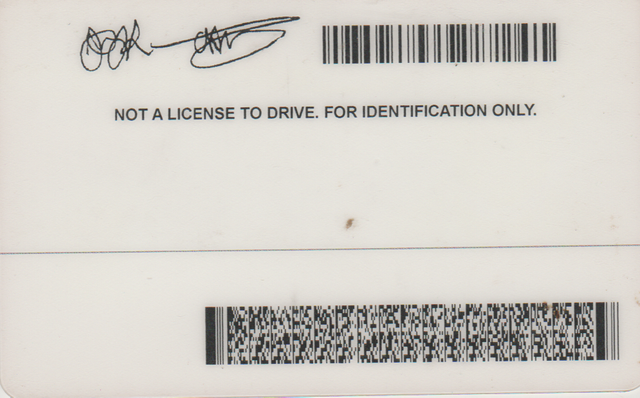 NOT A LICENSE TO DRIVE. FOR IDENTIFICATION ONLY.